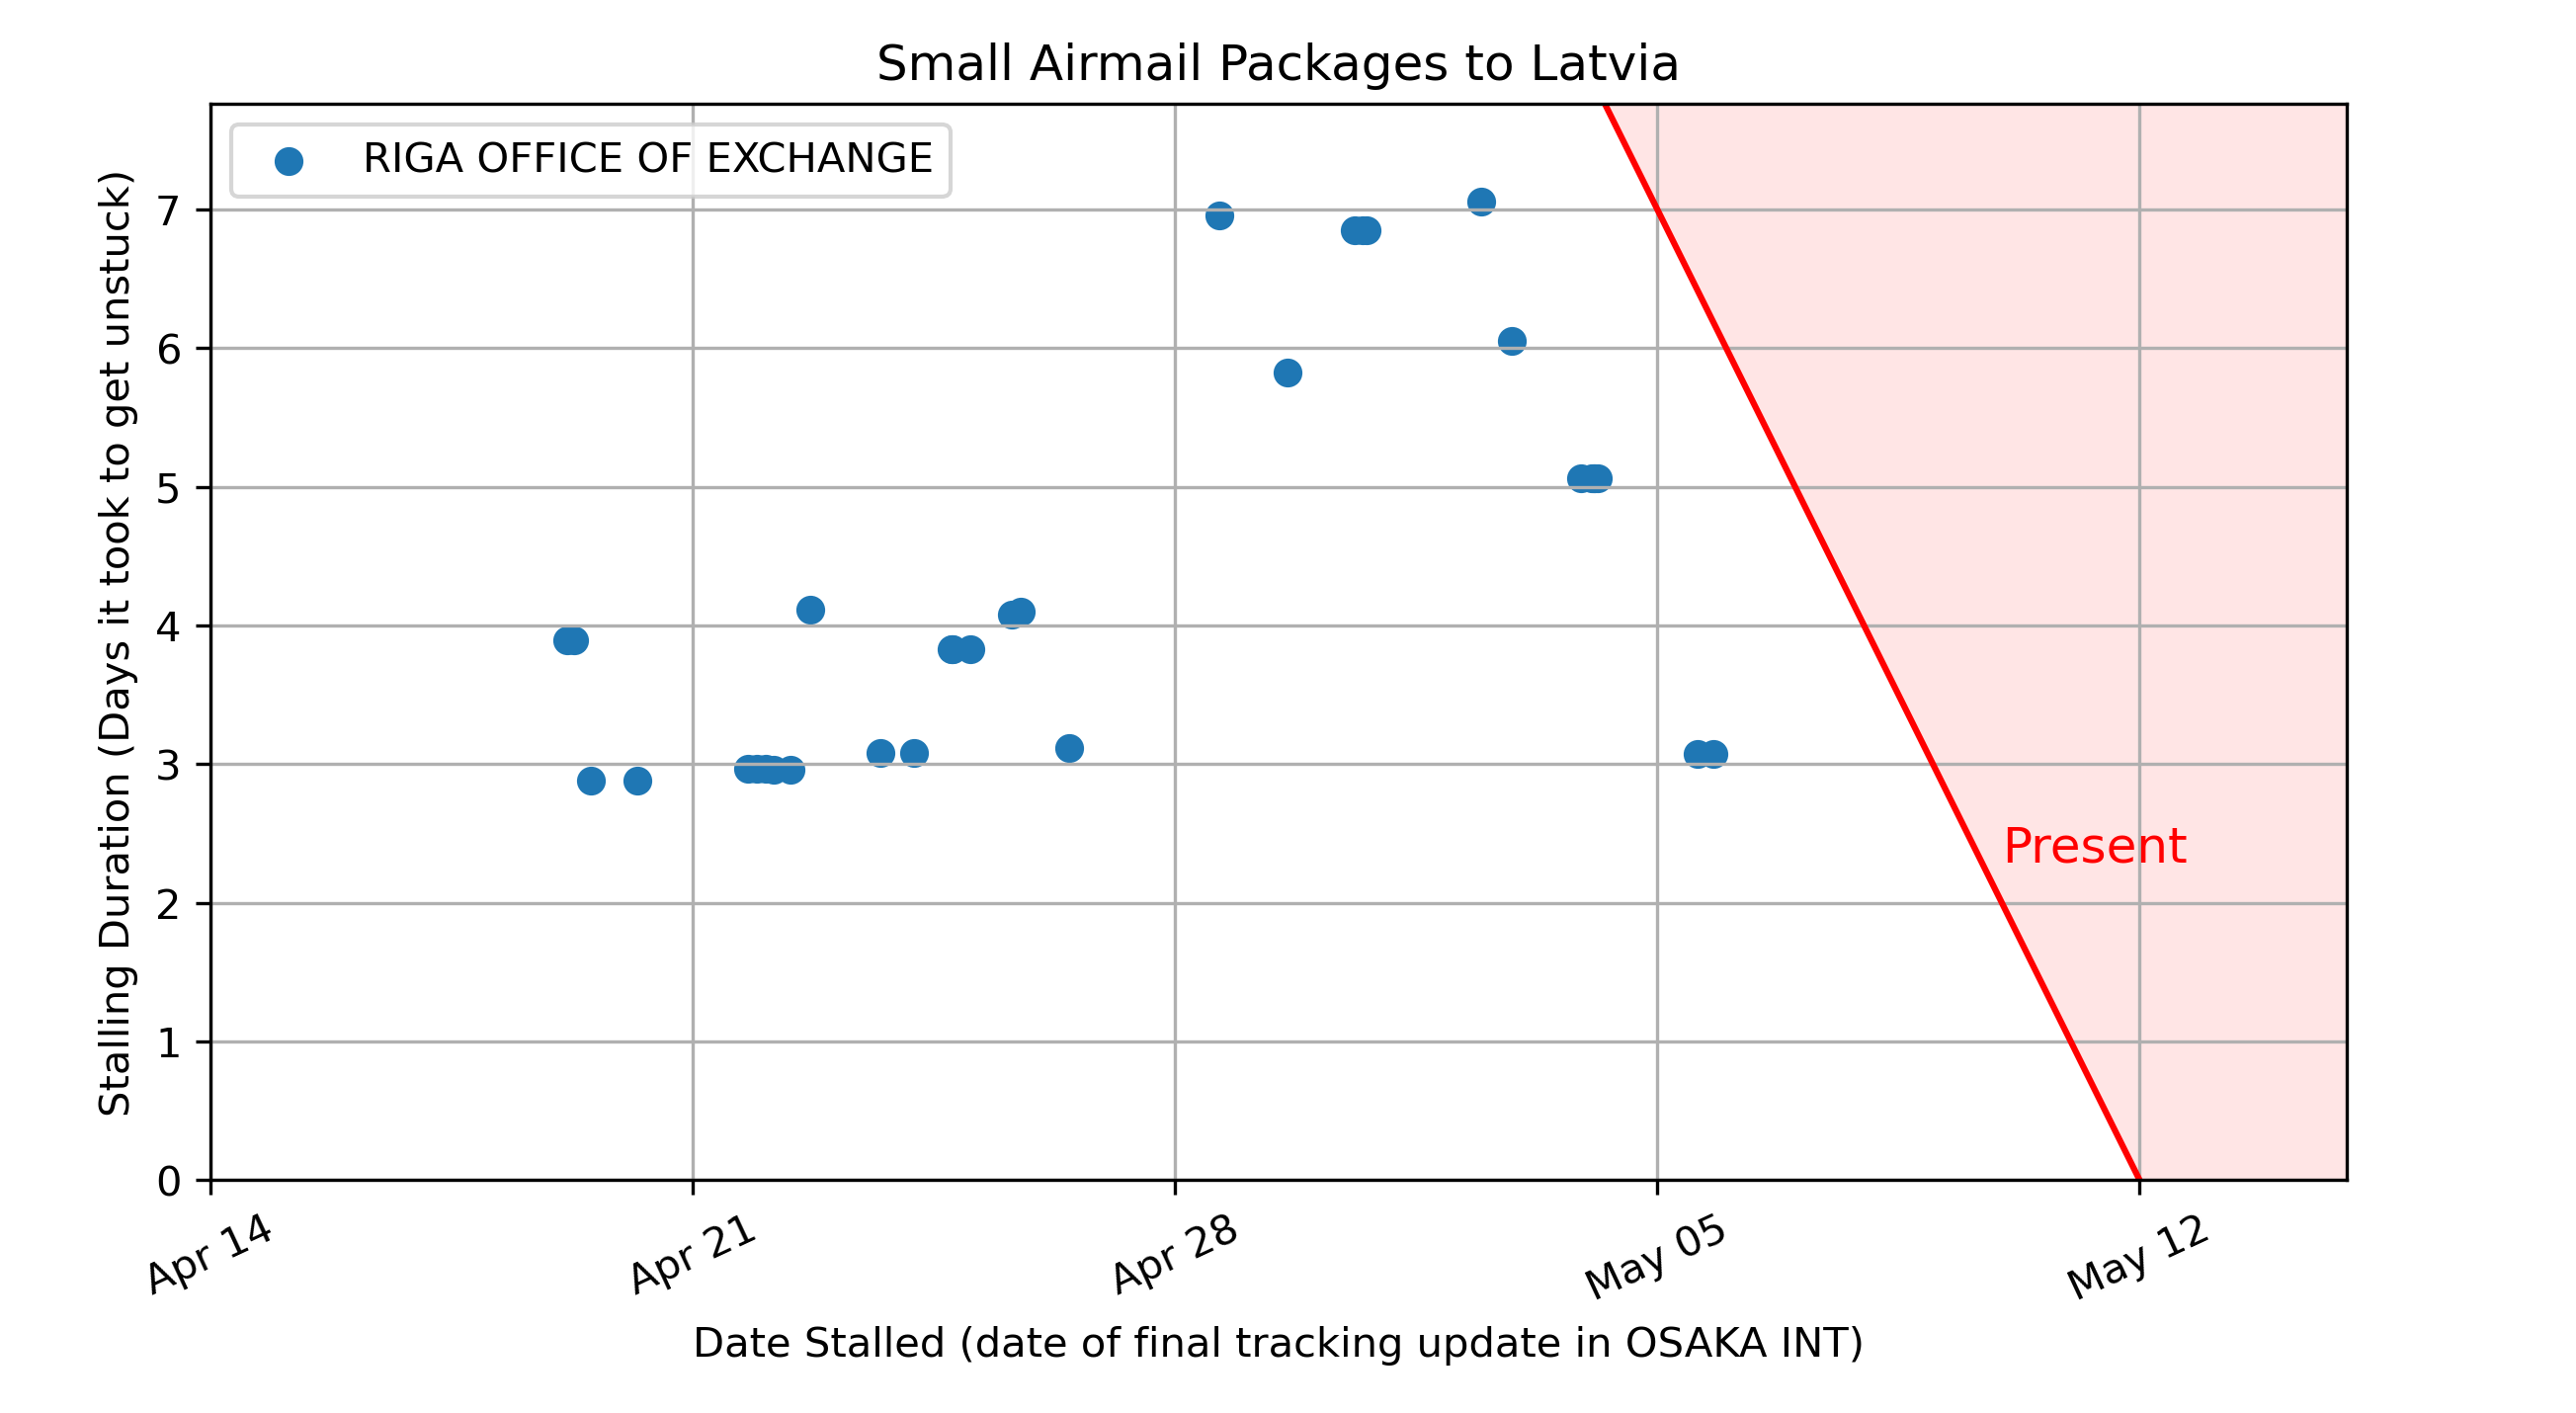 Small Airmail Packages to Latvia
RIGA OFFICE OF EXCHANGE
Stalling Duration (Days it took to get unstuck)
7
6
5
4
3
2
1
0
Present
Apr 14
Apr 21
Apr 28
May 05
May 12
Date Stalled (date of final tracking update in OSAKA INT)